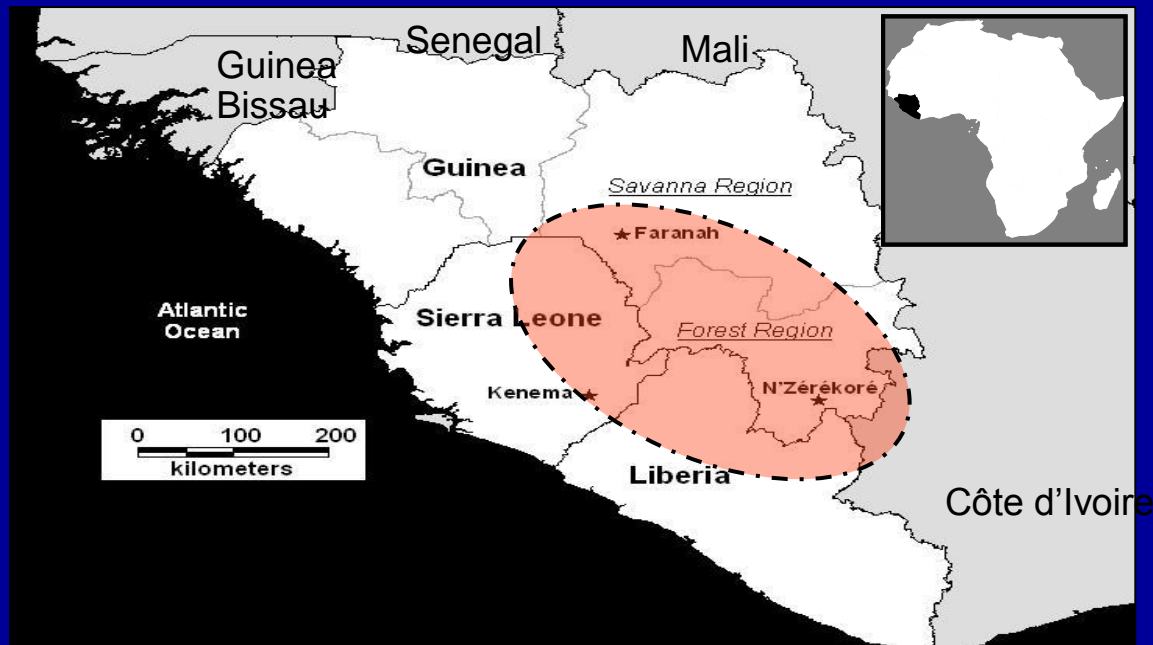 Senegal
Mali
Guinea
Bissau
Guinea
Savanna Region
Faranah
Atlantic
Ocean
Sierra Leone
Forest Region
Kenema
N'Zérékoré
0 100 200
kilometers
Liberia
Côte d’Ivoire